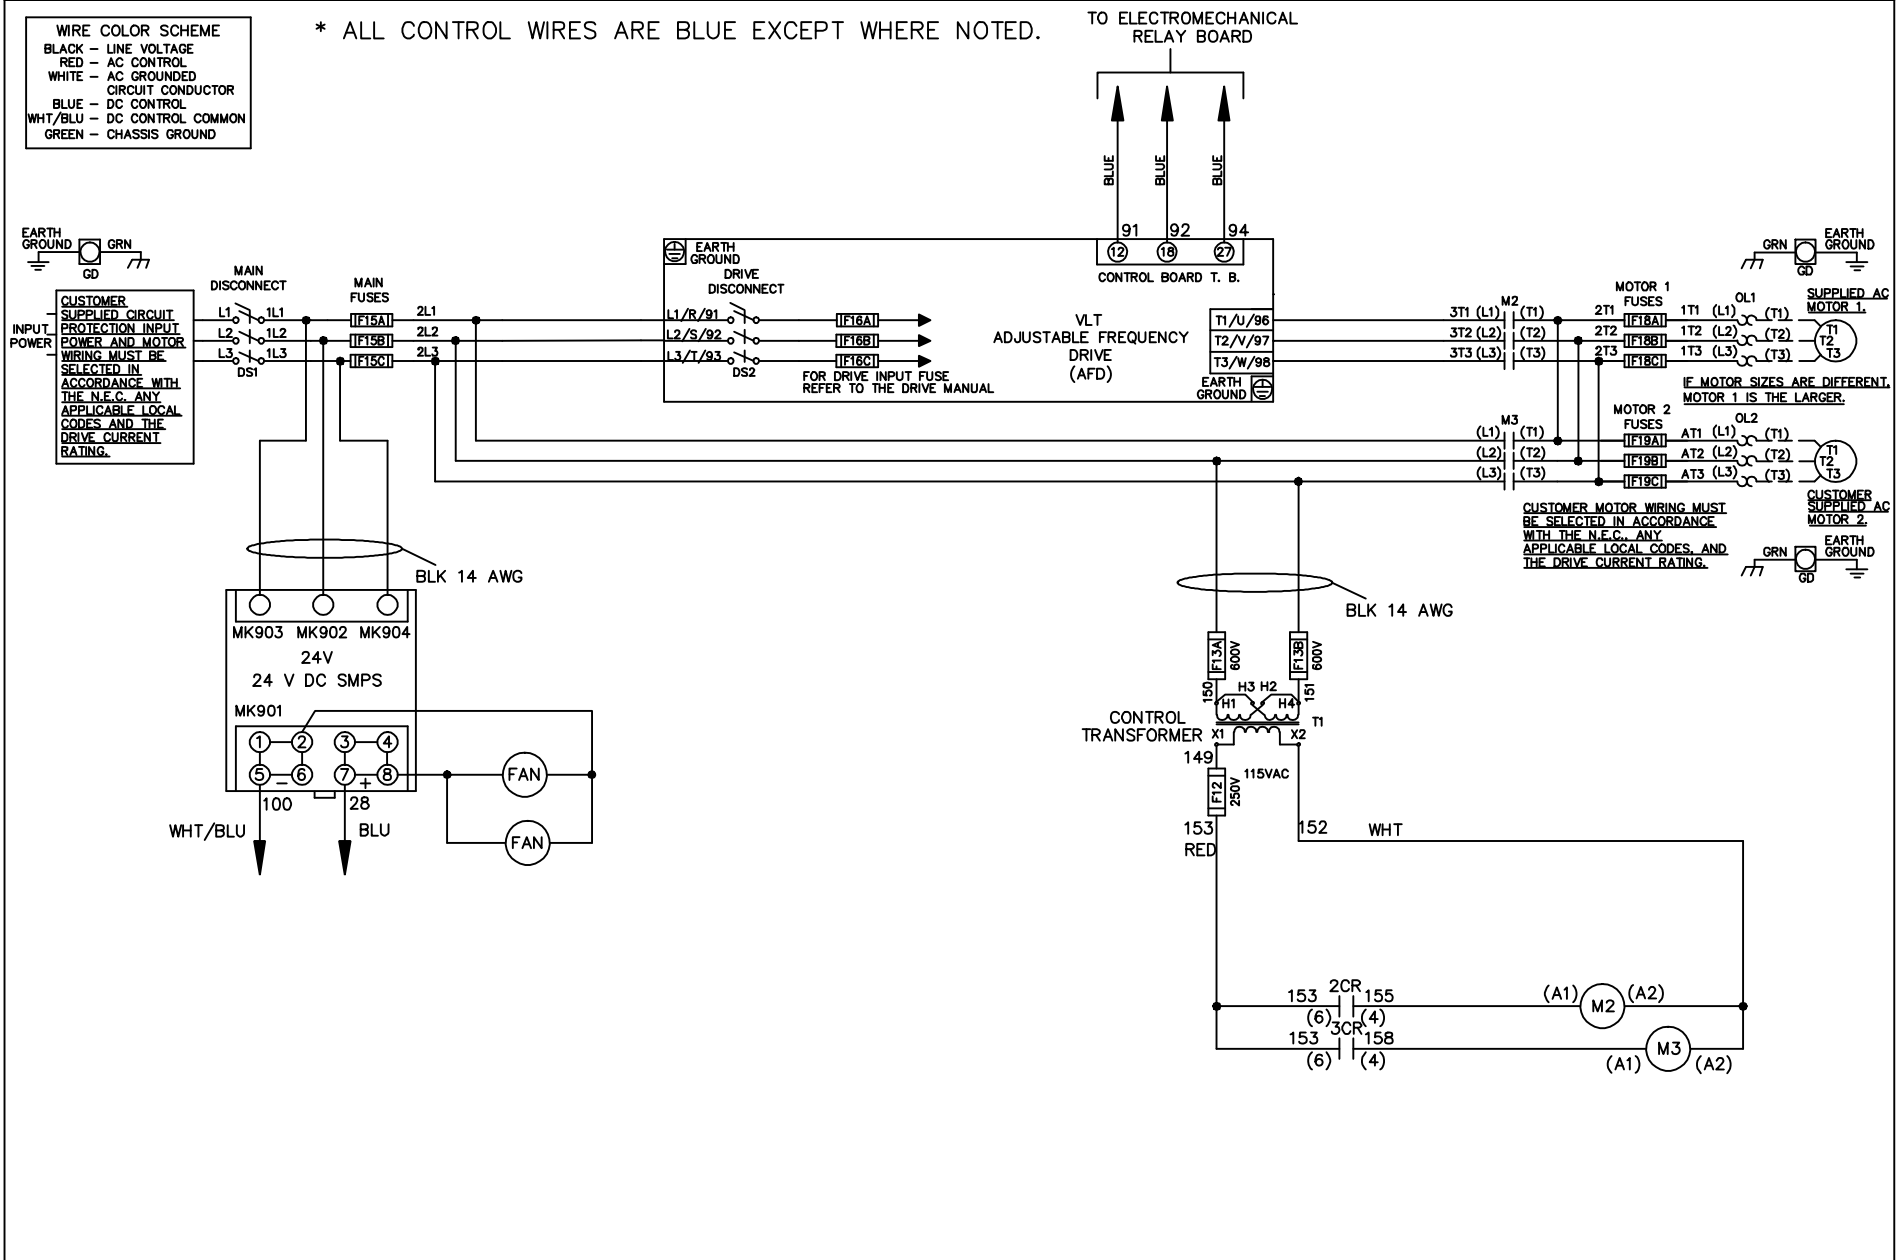 WIRE COLOR SCHEME
BLACK – LINE VOLTAGE
RED – AC CONTROL
WHITE – AC GROUNDED
CIRCUIT CONDUCTOR
BLUE – DC CONTROL
WHT/BLU – DC CONTROL COMMON
GREEN – CHASSIS GROUND
* ALL CONTROL WIRES ARE BLUE EXCEPT WHERE NOTED.
TO ELECTROMECHANICAL
RELAY BOARD
BLUE
BLUE
BLUE
91
92
94
12
18
27
CONTROL BOARD T. B.
EARTH
GROUND
GRN
GD
INPUT
POWER
CUSTOMER
SUPPLIED CIRCUIT
PROTECTION INPUT
POWER AND MOTOR
WIRING MUST BE
SELECTED IN
ACCORDANCE WITH
THE N.E.C. ANY
APPLICABLE LOCAL
CODES AND THE
DRIVE CURRENT
RATING.
MAIN
DISCONNECT
L1 1L1
L2 1L2
L3 1L3
DS1
MAIN
FUSES
F15A
F15B
F15C
2L1
2L2
2L3
EARTH
GROUND
DRIVE
DISCONNECT
L1/R/91
L2/S/92
L3/T/93
DS2
F16A
F16B
F16C
FOR DRIVE INPUT FUSE
REFER TO THE DRIVE MANUAL
VLT
ADJUSTABLE FREQUENCY
DRIVE
(AFD)
T1/U/96
T2/V/97
T3/W/98
EARTH
GROUND
M2
3T1 (L1) (T1)
3T2 (L2) (T2)
3T3 (L3) (T3)
MOTOR 1
FUSES
2T1 F18A 1T1 (L1)
2T2 F18B 1T2 (L2)
2T3 F18C 1T3 (L3)
OL1
(T1)
(T2)
(T3)
GRN
GD
EARTH
GROUND
SUPPLIED AC
MOTOR 1.
T1
T2
T3
IF MOTOR SIZES ARE DIFFERENT,
MOTOR 1 IS THE LARGER.
M3
(L1) (T1)
(L2) (T2)
(L3) (T3)
MOTOR 2
FUSES
F19A AT1 (L1)
F19B AT2 (L2)
F19C AT3 (L3)
OL2
(T1)
(T2)
(T3)
T1
T2
T3
CUSTOMER
SUPPLIED AC
MOTOR 2.
CUSTOMER MOTOR WIRING MUST
BE SELECTED IN ACCORDANCE
WITH THE N.E.C., ANY
APPLICABLE LOCAL CODES, AND
THE DRIVE CURRENT RATING.
GRN
GD
EARTH
GROUND
BLK 14 AWG
MK903 MK902 MK904
24V
24 V DC SMPS
MK901
1 2 3 4
5 – 6 7 + 8
100
28
WHT/BLU
BLU
FAN
FAN
BLK 14 AWG
F13A
600V
F13B
600V
150
151
H3 H2
H1 H4
T1
CONTROL
TRANSFORMER
X1 X2
149
115VAC
F12
250V
153
RED
152
WHT
153 2CR 155
(6) (4)
(A1) M2 (A2)
153 3CR 158
(6) (4)
(A1) M3 (A2)